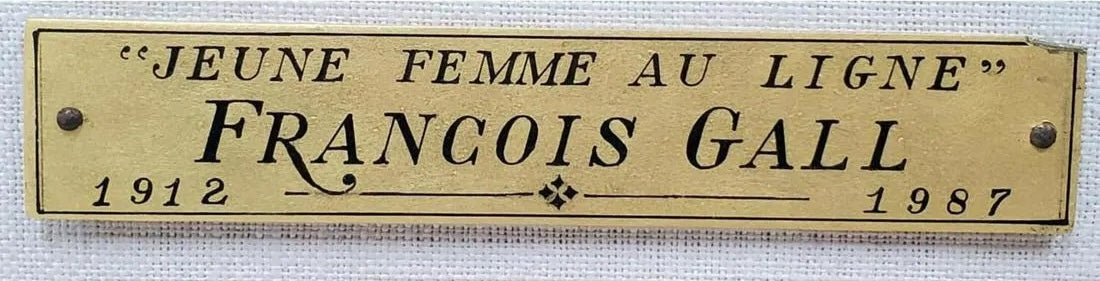 “JEUNE FEMME AU LIGNE”
FRANCOIS GALL
1912 1987